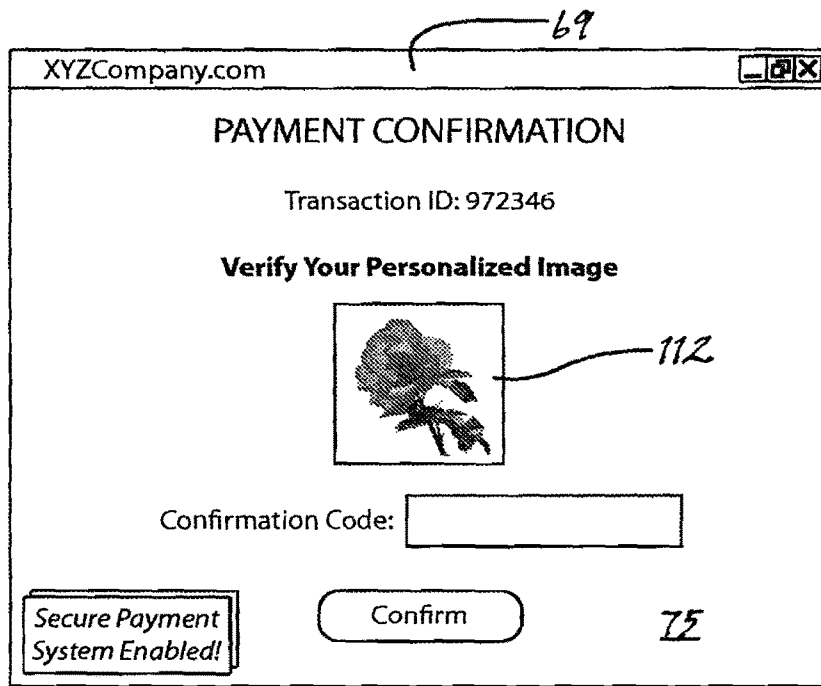 69
XYZCompany.com
PAYMENT CONFIRMATION
Transaction ID: 972346
Verify Your Personalized Image
112
Confirmation Code:
Secure Payment
System Enabled!
Confirm
75